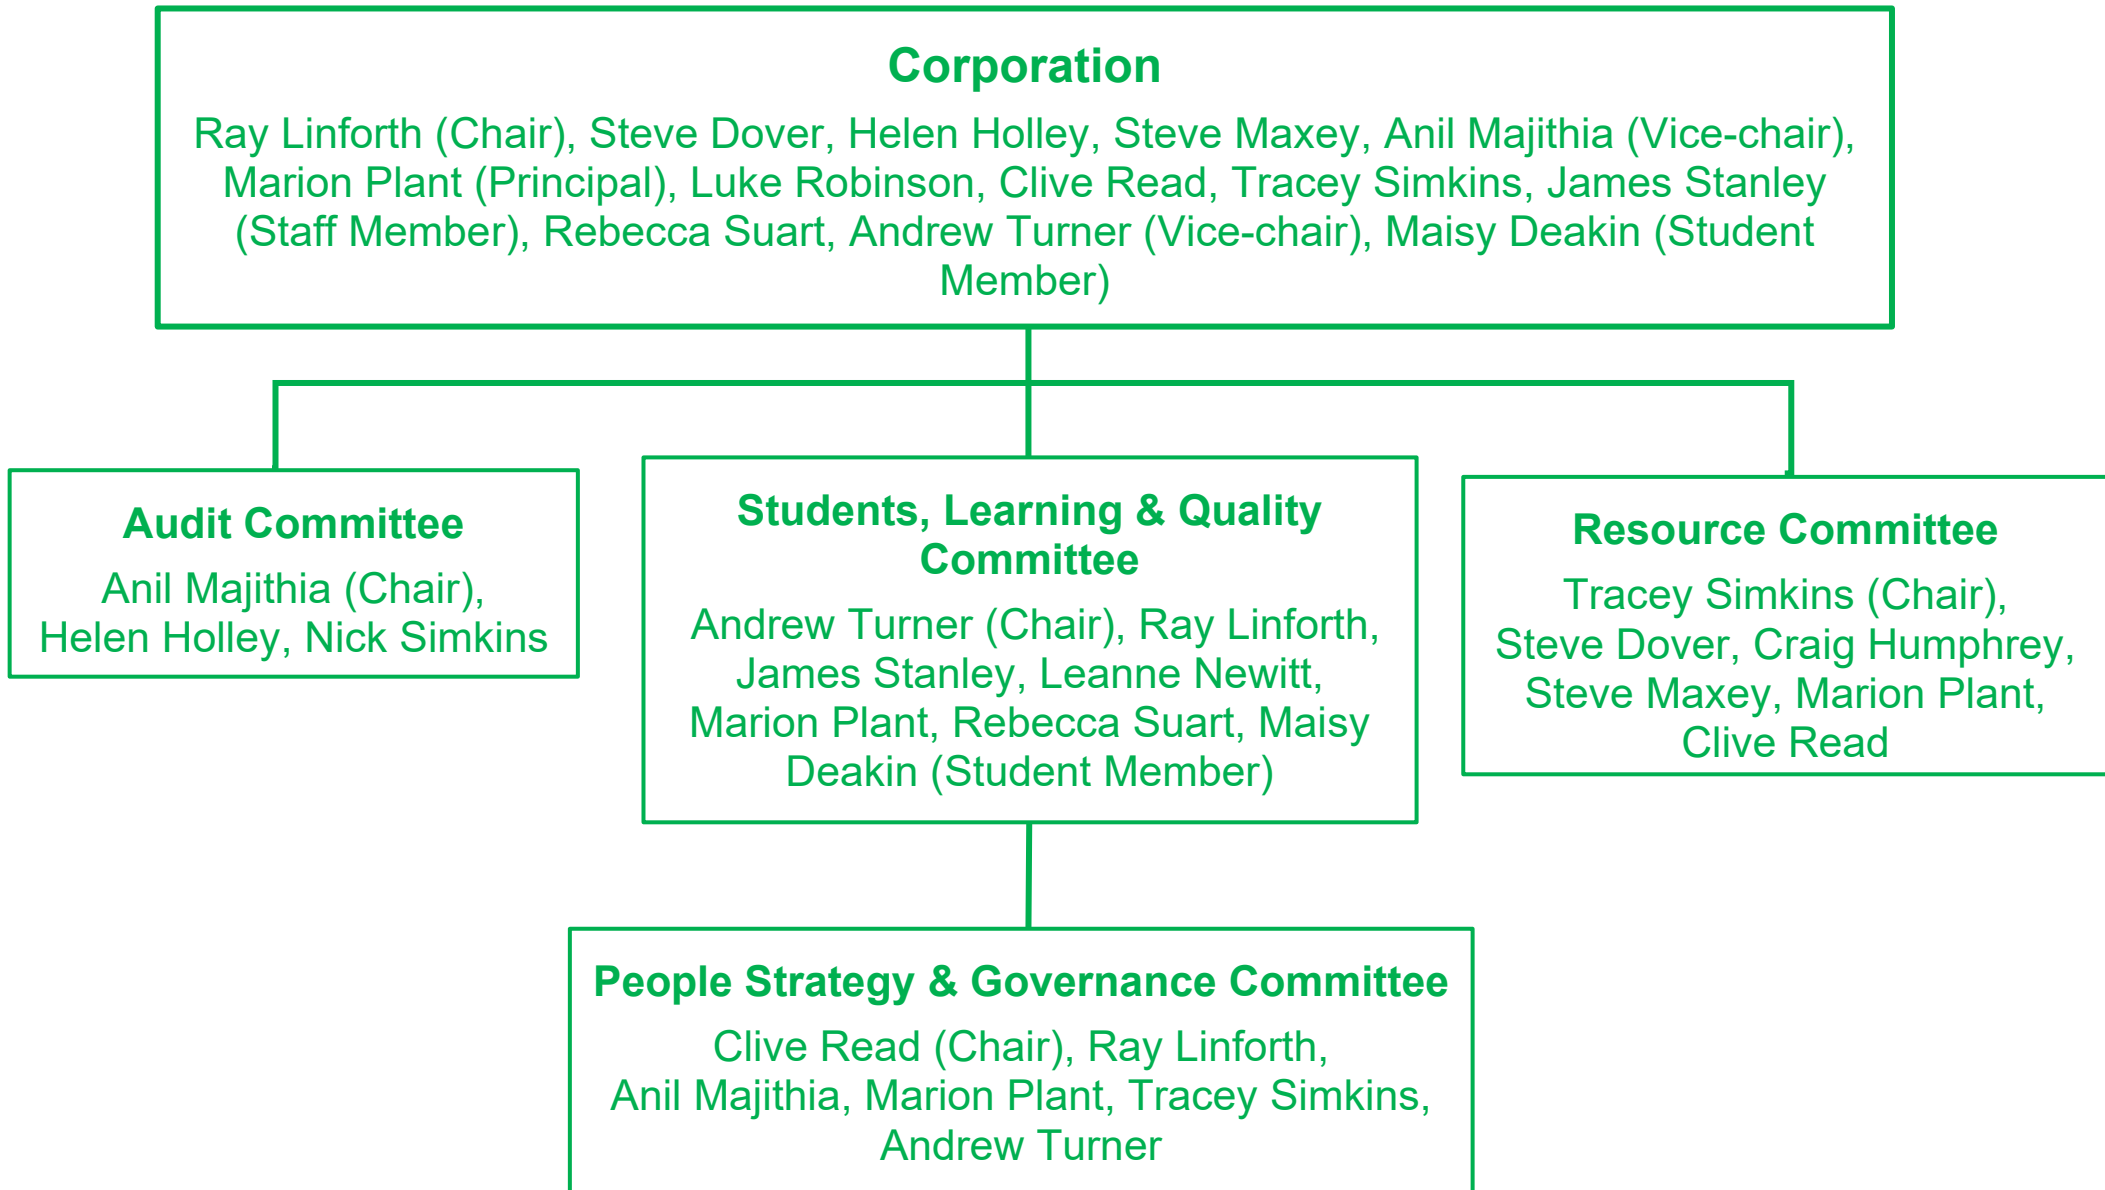 Corporation
Ray Linforth (Chair), Steve Dover, Helen Holley, Steve Maxey, Anil Majithia (Vice-chair),
Marion Plant (Principal), Luke Robinson, Clive Read, Tracey Simkins, James Stanley
(Staff Member), Rebecca Suart, Andrew Turner (Vice-chair), Maisy Deakin (Student
Member)
Audit Committee
Anil Majithia (Chair),
Helen Holley, Nick Simkins
Students, Learning & Quality
Committee
Andrew Turner (Chair), Ray Linforth,
James Stanley, Leanne Newitt,
Marion Plant, Rebecca Suart, Maisy
Deakin (Student Member)
Resource Committee
Tracey Simkins (Chair),
Steve Dover, Craig Humphrey,
Steve Maxey, Marion Plant,
Clive Read
People Strategy & Governance Committee
Clive Read (Chair), Ray Linforth,
Anil Majithia, Marion Plant, Tracey Simkins,
Andrew Turner